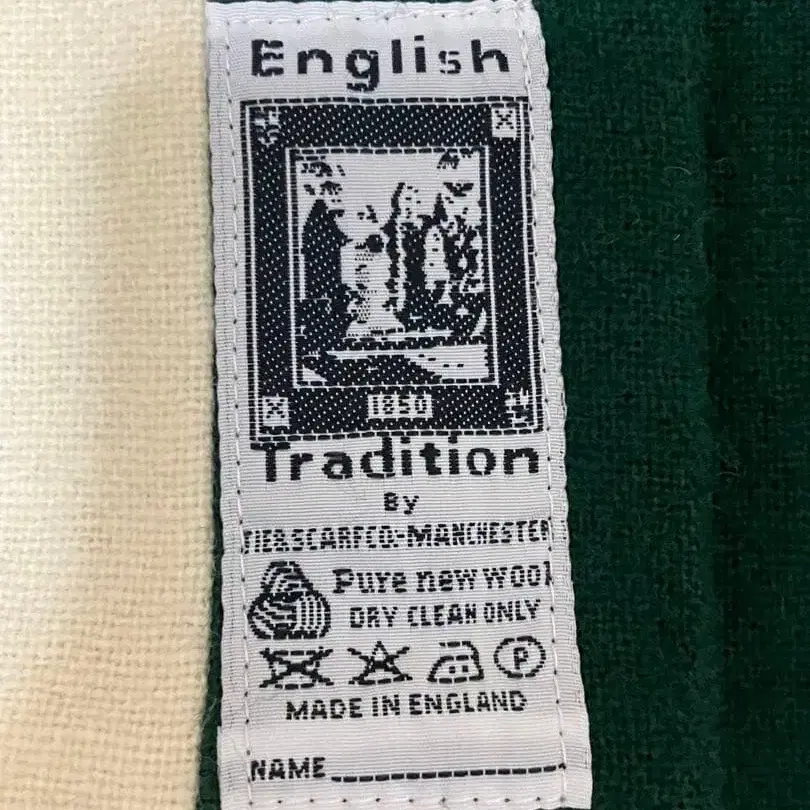 English
1850
Tradition
By
TIE&SCARFCO:-MANCHESTER
Pure new wool
DRY CLEAN ONLY
P
MADE IN ENGLAND
NAME